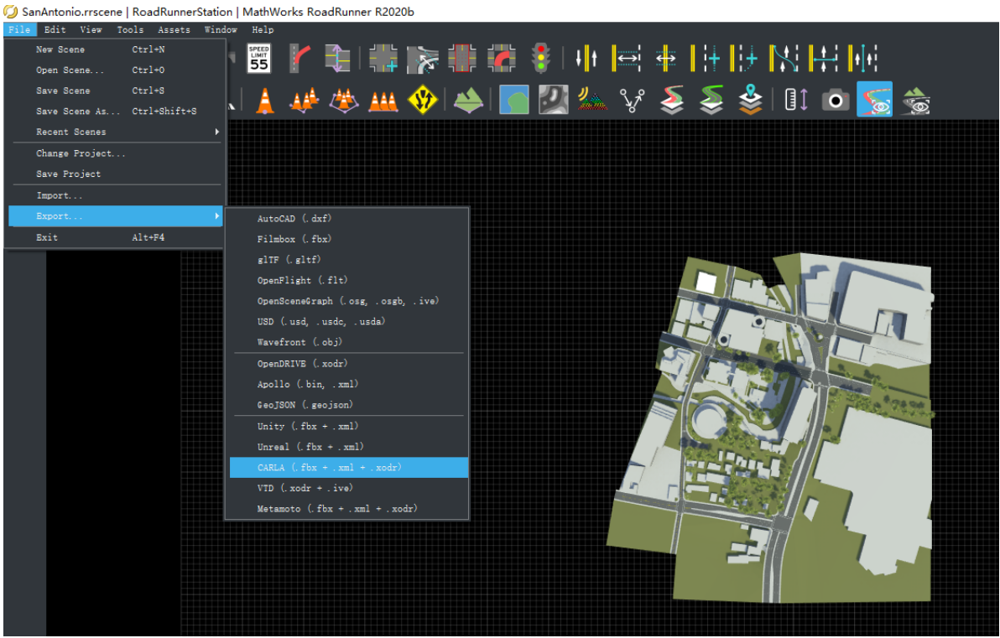 SanAntonio.rrscene | RoadRunnerStation | MathWorks RoadRunner R2020b
File Edit View Tools Assets Window Help
SPEED
LIMIT
55
New Scene Ctrl+N
Open Scene... Ctrl+O
Save Scene Ctrl+S
Save Scene As... Ctrl+Shift+S
Recent Scenes
Change Project...
Save Project
Import...
Export...
Exit Alt+F4
AutoCAD (.dxf)
Filmbox (.fbx)
glTF (.gltf)
OpenFlight (.flt)
OpenSceneGraph (.osg, .osgb, .ive)
USD (.usd, .usdc, .usda)
Wavefront (.obj)
OpenDRIVE (.xodr)
Apollo (.bin, .xml)
GeoJSON (.geojson)
Unity (.fbx + .xml)
Unreal (.fbx + .xml)
CARLA (.fbx + .xml + .xodr)
VTD (.xodr + .ive)
Metamoto (.fbx + .xml + .xodr)